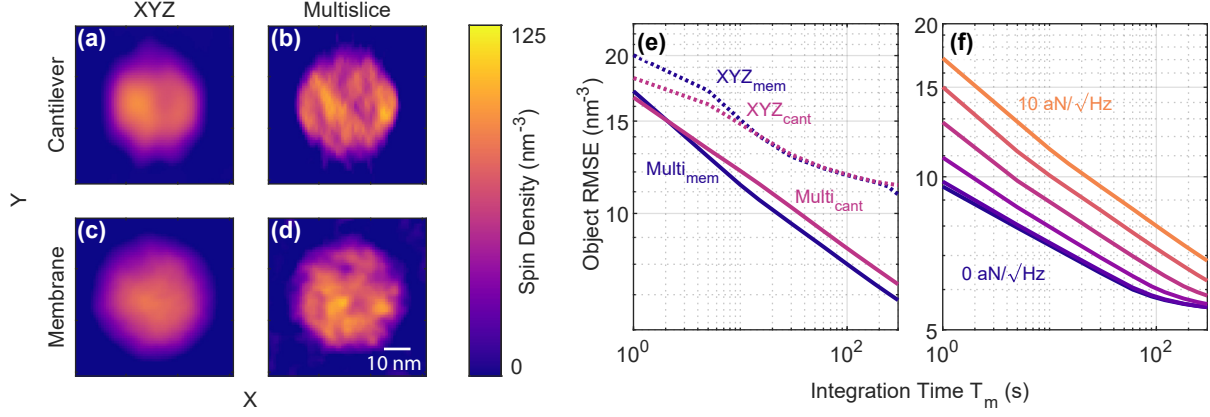 XYZ
Multislice
Cantilever
Membrane
Y
X
(a)
(b)
(c)
(d)
10 nm
125
0
Spin Density (nm⁻³)
(e)
20
15
10
Object RMSE (nm⁻³)
XYZmem
XYZcant
Multimem
Multicant
10⁰
10²
(f)
20
15
10
5
10 aN/√Hz
0 aN/√Hz
10⁰
10²
Integration Time Tm (s)